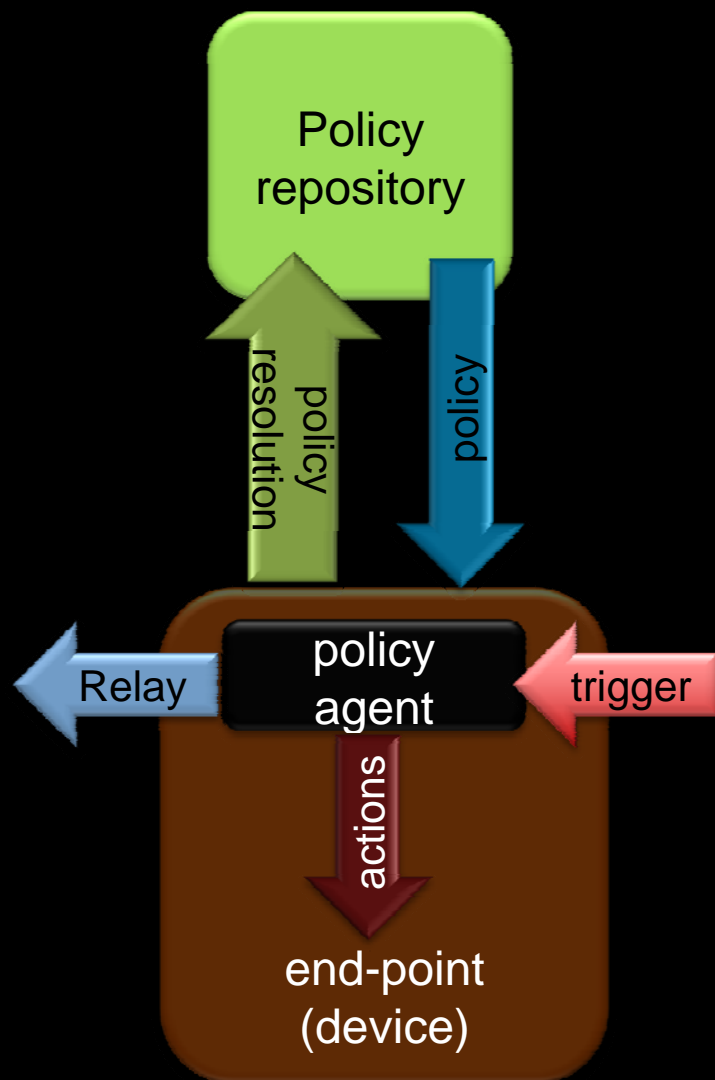 Policy
repository
policy
resolution
policy
Relay
policy
agent
trigger
actions
end-point
(device)